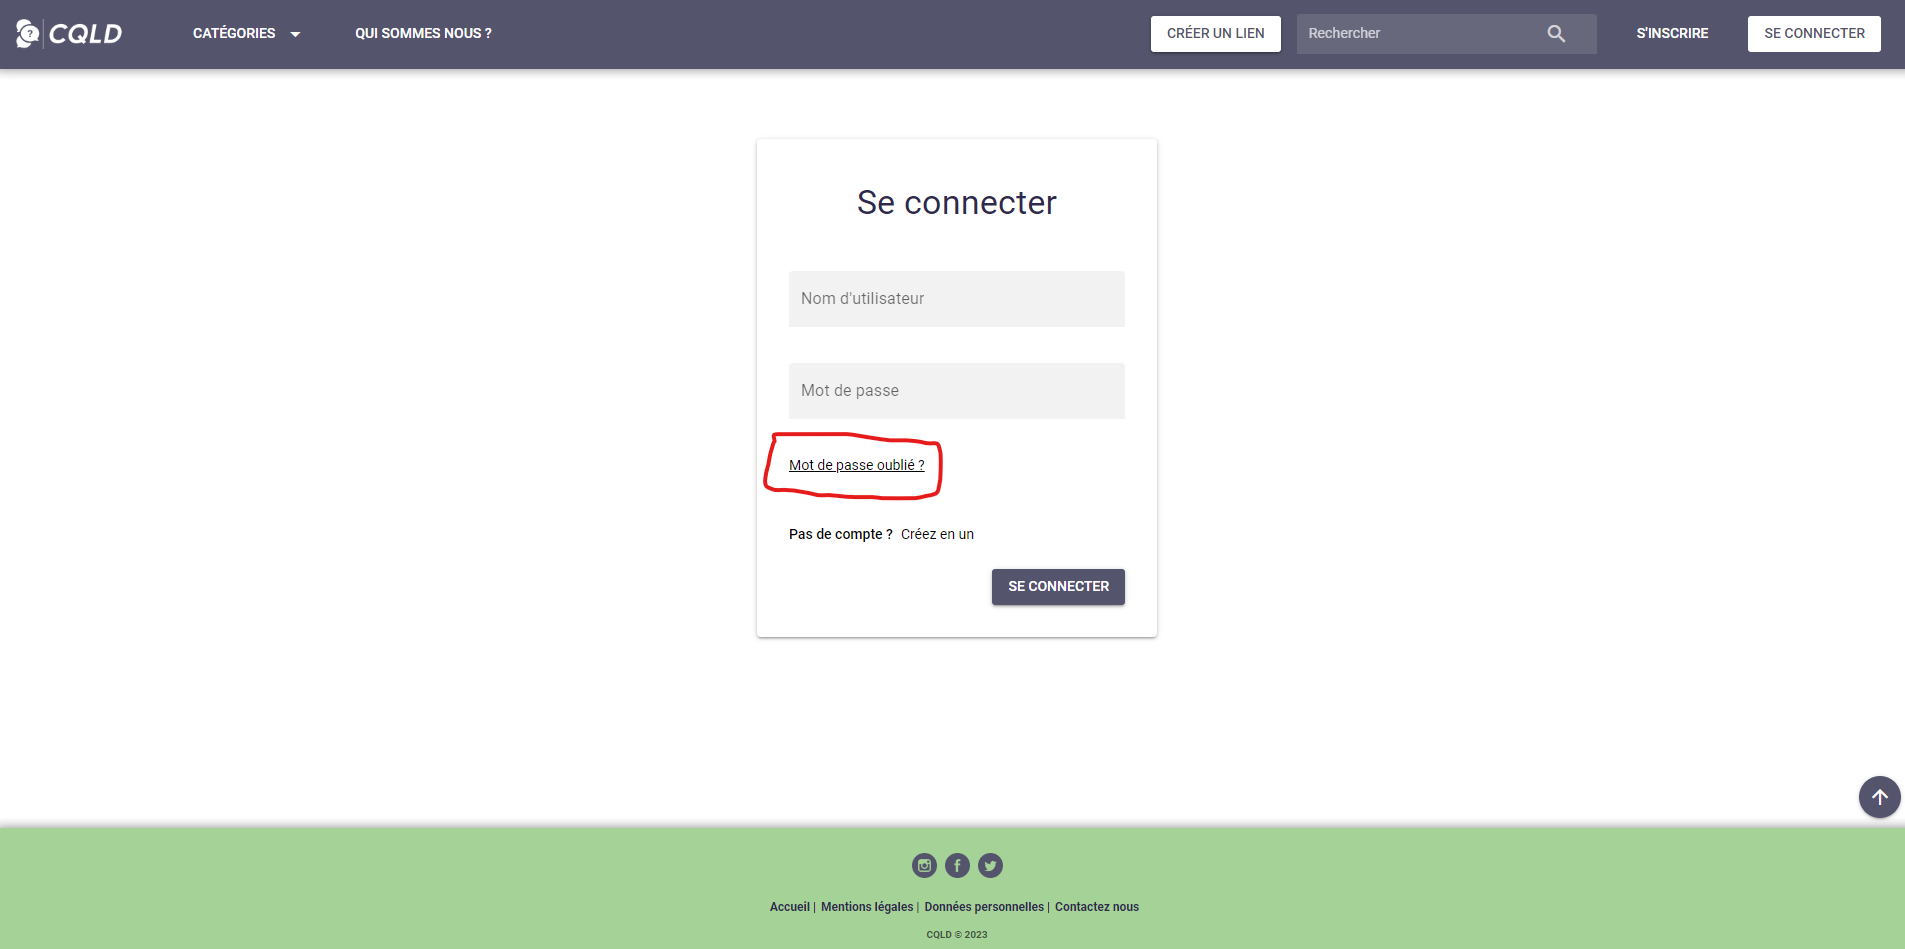 ? CQLD
CATÉGORIES
QUI SOMMES NOUS ?
CRÉER UN LIEN
Rechercher
S'INSCRIRE
SE CONNECTER
Se connecter
Nom d'utilisateur
Mot de passe
Mot de passe oublié ?
Pas de compte ? Créez en un
SE CONNECTER
Accueil | Mentions légales | Données personnelles | Contactez nous
CQLD © 2023